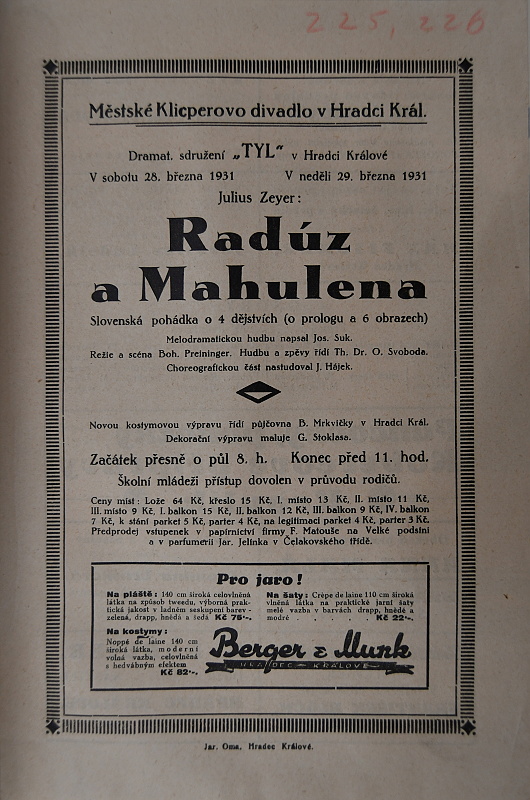 225, 226
Městské Klicperovo divadlo v Hradci Král.
Dramat. sdružení „TYL“ v Hradci Králové
V sobotu 28. března 1931 V neděli 29. března 1931
Julius Zeyer:
Radúz
a Mahulena
Slovenská pohádka o 4 dějstvích (o prologu a 6 obrazech)
Melodramatickou hudbu napsal Jos. Suk.
Režie a scéna Boh. Preininger. Hudbu a zpěvy řídí Th. Dr. O. Svoboda.
Choreografickou část nastudoval J. Hájek.
Novou kostymovou výpravu řídí půjčovna B. Mrkvičky v Hradci Král.
Dekorační výpravu maluje G. Stoklasa.
Začátek přesně o půl 8. h. Konec před 11. hod.
Školní mládeži přístup dovolen v průvodu rodičů.
Ceny míst: Lože 64 Kč, křeslo 15 Kč, I. místo 13 Kč, II. místo 11 Kč,
III. místo 9 Kč, I. balkon 15 Kč, II. balkon 12 Kč, III. balkon 9 Kč, IV. balkon
7 Kč, k stání parket 5 Kč, parter 4 Kč, na legitimaci parket 4 Kč, parter 3 Kč.
Předprodej vstupenek v papírnictví firmy F. Matouše na Velké podsíni
a v parfumerii Jar. Jelínka v Čelakovského třídě.
Pro jaro!
Na pláště: 140 cm široká celovlněná
látka na způsob tweedu, výborná prak-
tická jakost v ladném seskupení barev -
zelená, drapp, hnědá a šedá Kč 75·-.
Na kostymy:
Noppé de laine 140 cm
široká látka, moderní
volná vazba, celovlněná
s hedvábným efektem
Kč 82·-.
Na šaty: Crêpe de laine 110 cm široká
vlněná látka na praktické jarní šaty
melé vazba v barvách drapp, hnědé a
modré . . . . . Kč 22·-.
Berger & Munk
HRADEC - KRÁLOVÉ
Jar. Oma, Hradec Králové.